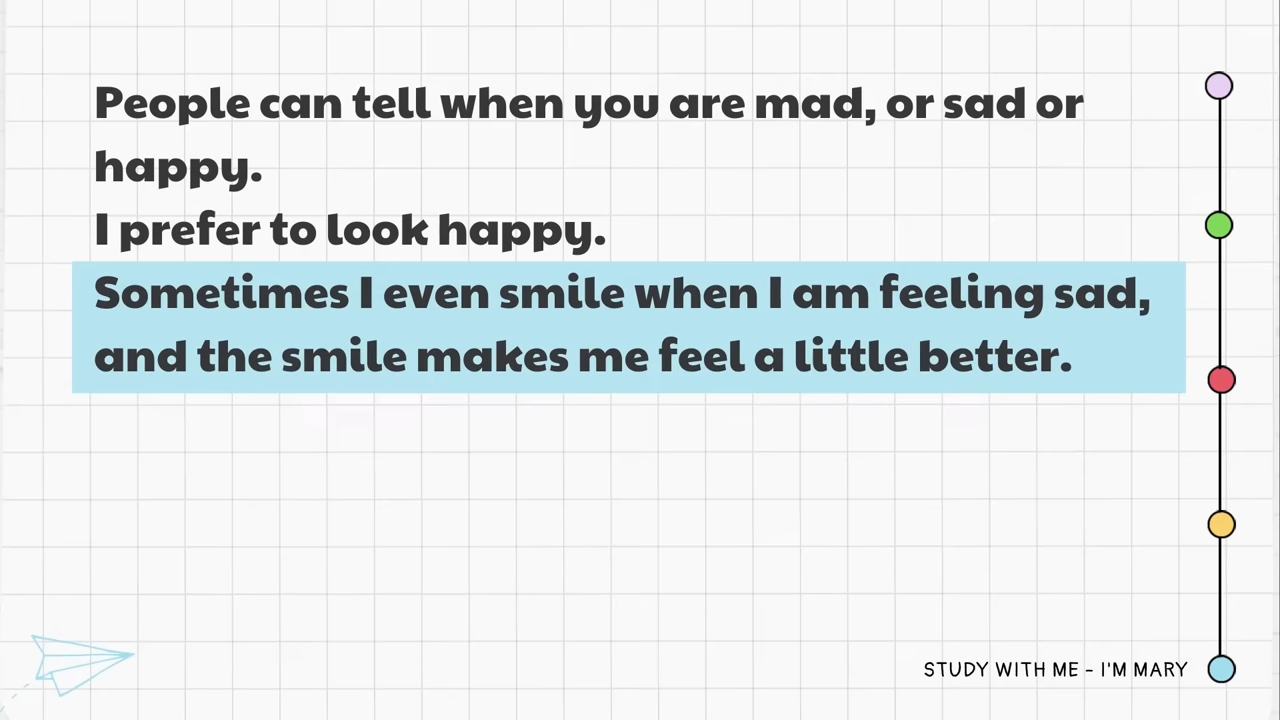 People can tell when you are mad, or sad or
happy.
I prefer to look happy.
Sometimes I even smile when I am feeling sad,
and the smile makes me feel a little better.
STUDY WITH ME - I'M MARY